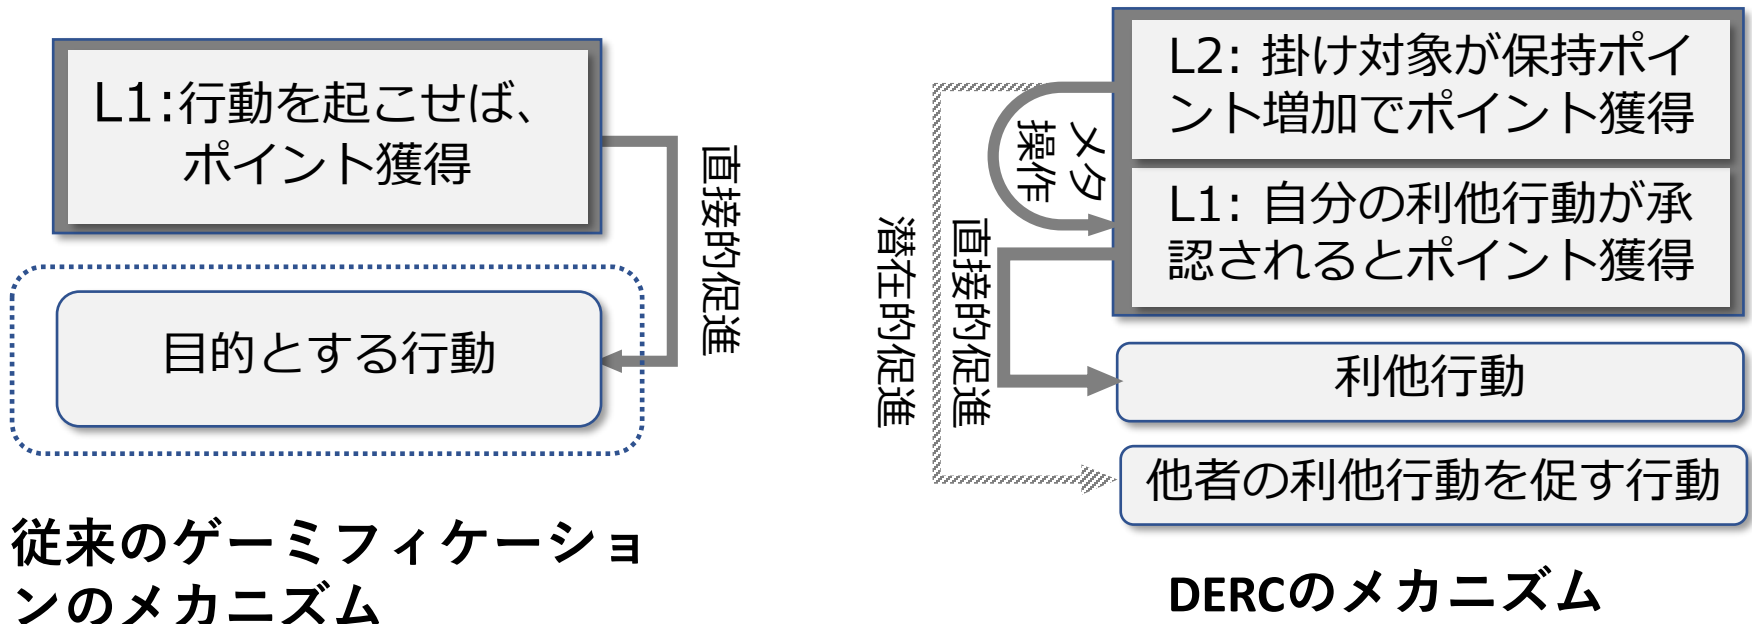 L1:行動を起こせば、
ポイント獲得
直接的促進
目的とする行動
従来のゲーミフィケーショ
ンのメカニズム
L2: 掛け対象が保持ポイ
ント増加でポイント獲得
メタ
操作
L1: 自分の利他行動が承
認されるとポイント獲得
直接的促進
潜在的促進
利他行動
他者の利他行動を促す行動
DERCのメカニズム